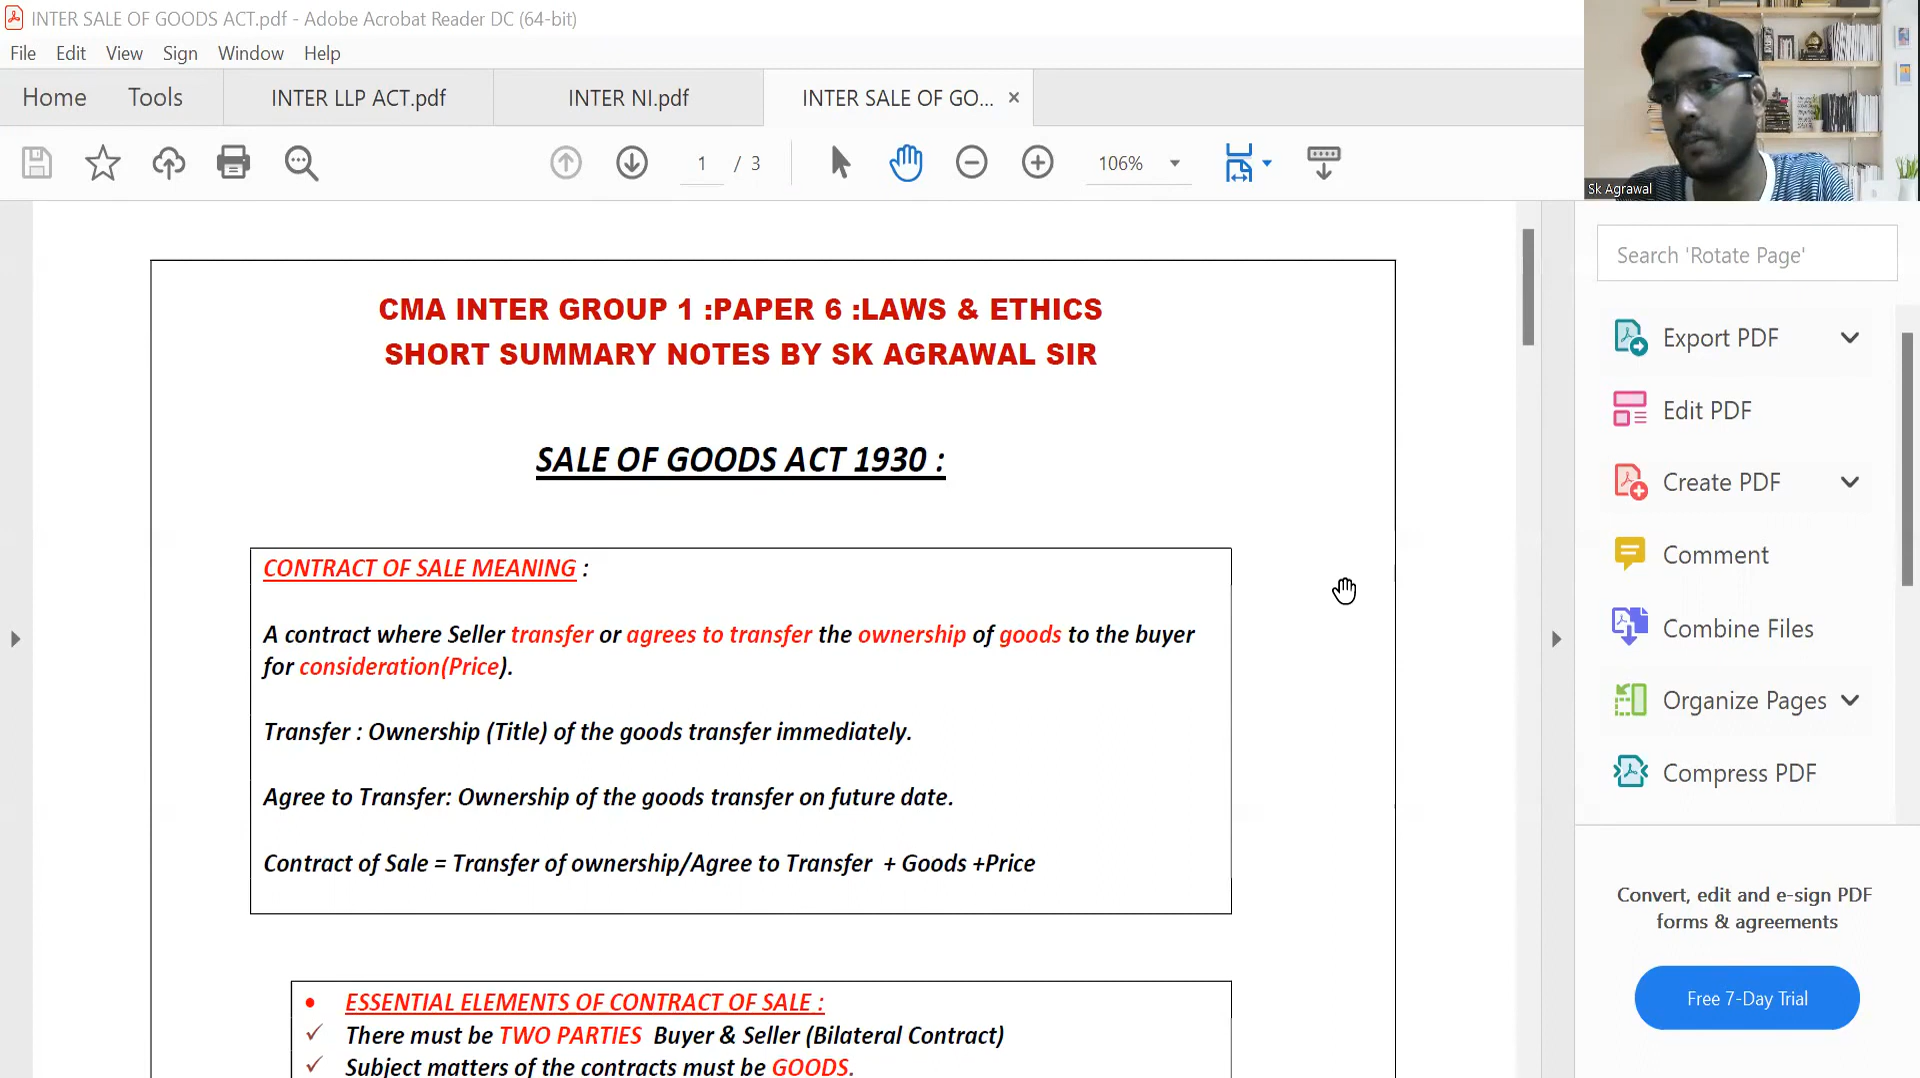 INTER SALE OF GOODS ACT.pdf - Adobe Acrobat Reader DC (64-bit)
File Edit View Sign Window Help
Home Tools INTER LLP ACT.pdf INTER NI.pdf INTER SALE OF GO... ×
1 / 3 106%
Sk Agrawal
Search 'Rotate Page'
Export PDF
Edit PDF
Create PDF
Comment
Combine Files
Organize Pages
Compress PDF
Convert, edit and e-sign PDF
forms & agreements
Free 7-Day Trial
CMA INTER GROUP 1 :PAPER 6 :LAWS & ETHICS
SHORT SUMMARY NOTES BY SK AGRAWAL SIR
SALE OF GOODS ACT 1930 :
CONTRACT OF SALE MEANING :
A contract where Seller transfer or agrees to transfer the ownership of goods to the buyer
for consideration(Price).
Transfer : Ownership (Title) of the goods transfer immediately.
Agree to Transfer: Ownership of the goods transfer on future date.
Contract of Sale = Transfer of ownership/Agree to Transfer + Goods +Price
• ESSENTIAL ELEMENTS OF CONTRACT OF SALE :
✓ There must be TWO PARTIES Buyer & Seller (Bilateral Contract)
✓ Subject matters of the contracts must be GOODS.